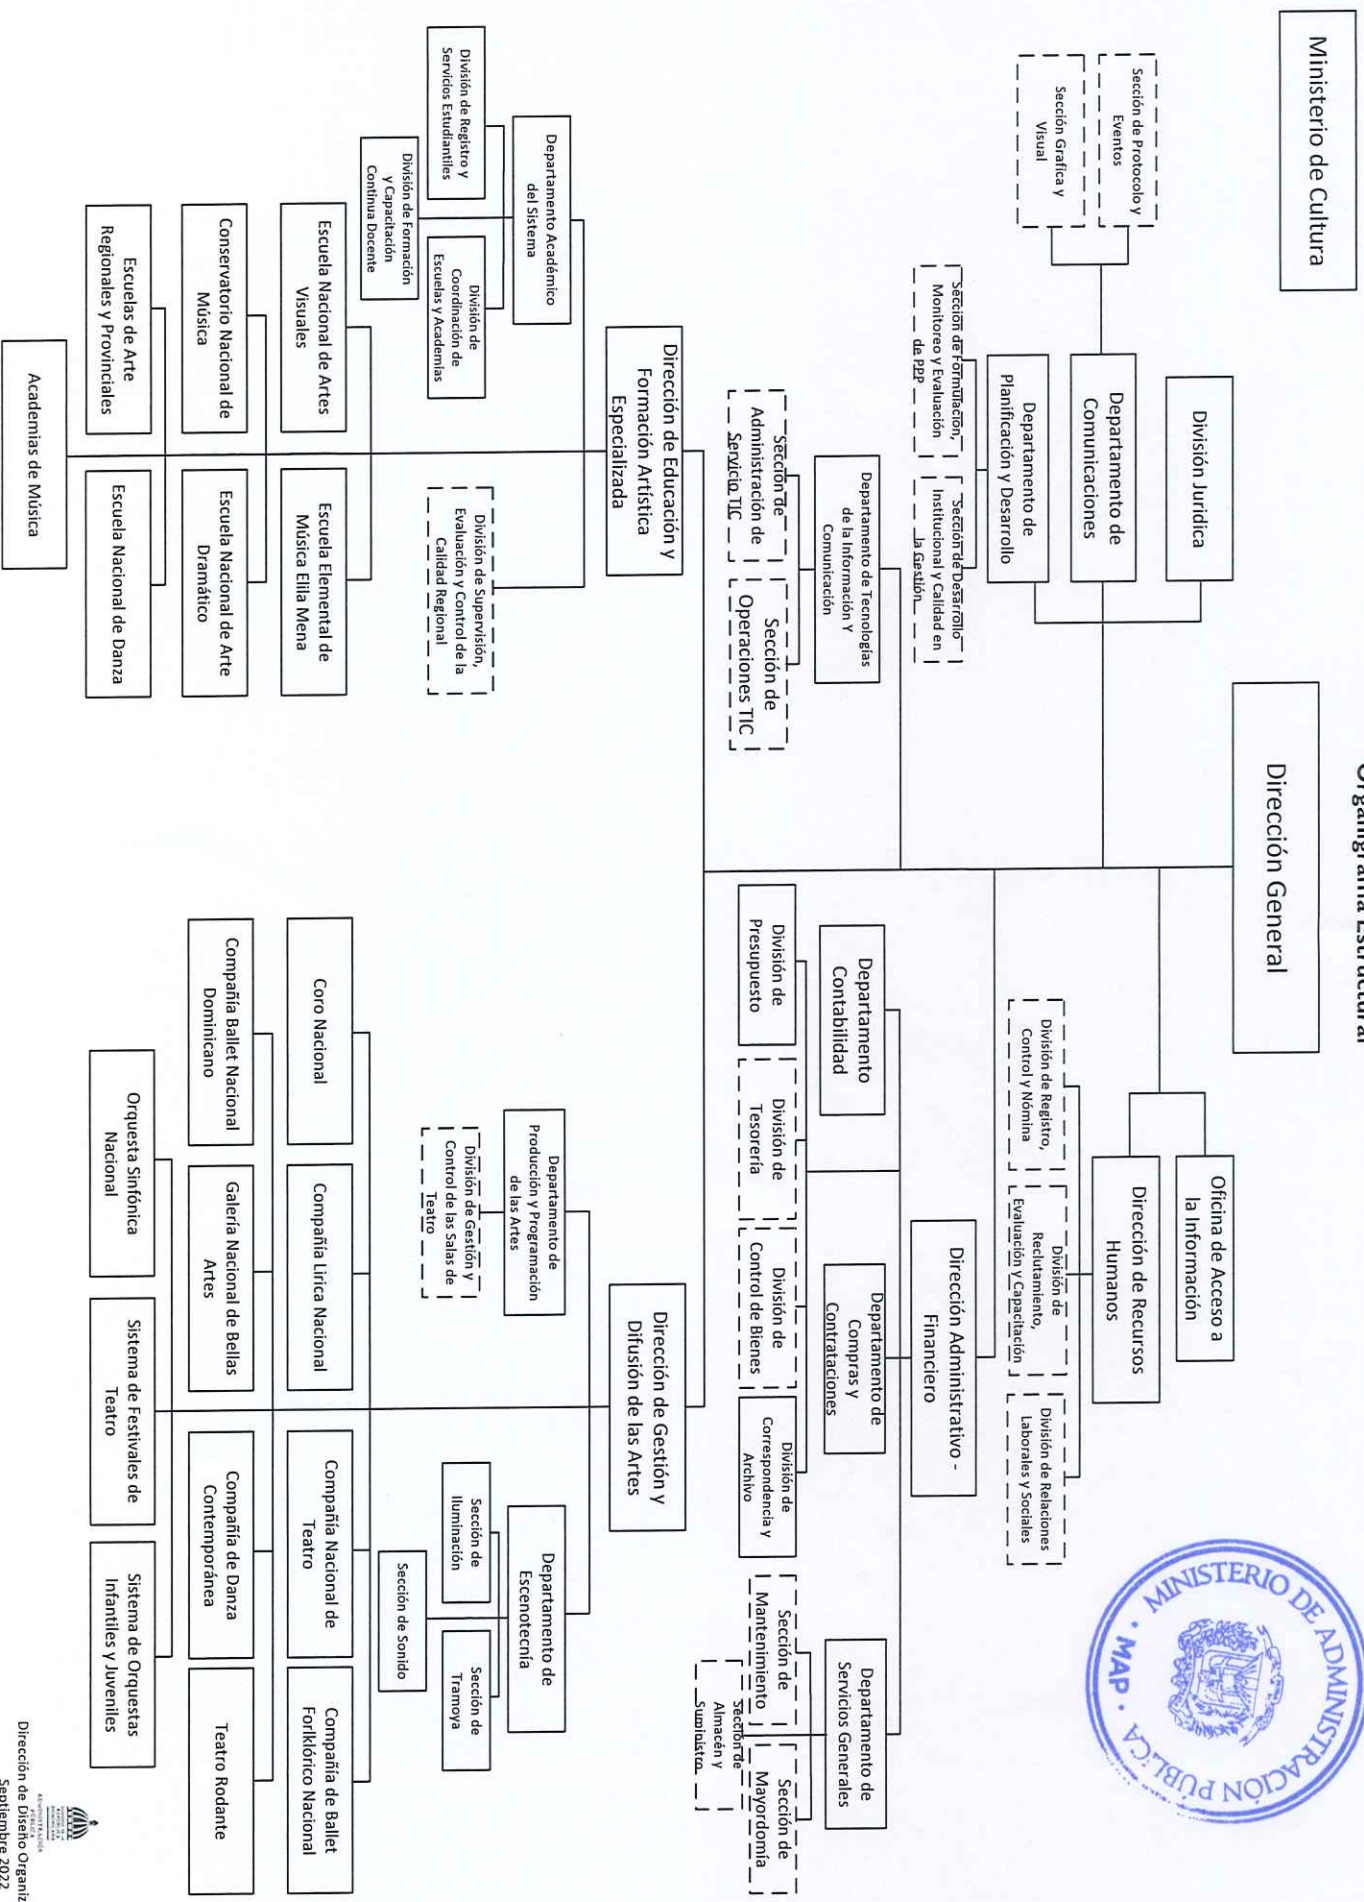 Organigrama Estructural
Ministerio de Cultura
Dirección General
División Juridica
Departamento de
Comunicaciones
Sección de Protocolo y
Eventos
Sección Grafica y
Visual
Departamento de
Planificación y Desarrollo
Sección de Formulación,
Monitoreo y Evaluación
de PPP
Sección de Desarrollo
Institucional y Calidad en
la Gestión
Oficina de Acceso a
la Información
Dirección de Recursos
Humanos
División de Registro,
Control y Nómina
División de
Reclutamiento,
Evaluación y Capacitación
División de Relaciones
Laborales y Sociales
MINISTERIO DE ADMINISTRACIÓN PÚBLICA
• MAP •
Departamento de Tecnologías
de la Información Y
Comunicación
Sección de
Administración de
Servicio TIC
Sección de
Operaciones TIC
Dirección Administrativo -
Financiero
Departamento
Contabilidad
Departamento de
Compras y
Contrataciones
Departamento de
Servicios Generales
División de
Presupuesto
División de
Tesorería
División de
Control de Bienes
División de
Correspondencia y
Archivo
Sección de
Mantenimiento
Sección de
Almacén y
Suministro
Sección de
Mayordomía
Dirección de Educación y
Formación Artística
Especializada
Departamento Académico
del Sistema
División de Registro y
Servicios Estudiantiles
División de
Coordinación de
Escuelas y Academias
División de Formación
y Capacitación
Continua Docente
División de Supervisión,
Evaluación y Control de la
Calidad Regional
Escuela Nacional de Artes
Visuales
Escuela Elemental de
Música Elila Mena
Conservatorio Nacional de
Música
Escuela Nacional de Arte
Dramático
Escuelas de Arte
Regionales y Provinciales
Escuela Nacional de Danza
Academias de Música
Dirección de Gestión y
Difusión de las Artes
Departamento de
Producción y Programación
de las Artes
División de Gestión y
Control de las Salas de
Teatro
Departamento de
Escenotecnía
Sección de
Iluminación
Sección de
Tramoya
Sección de Sonido
Coro Nacional
Compañía Lirica Nacional
Compañía Nacional de
Teatro
Compañía de Ballet
Forlklórico Nacional
Compañía Ballet Nacional
Dominicano
Galería Nacional de Bellas
Artes
Compañía de Danza
Contemporánea
Teatro Rodante
Orquesta Sinfónica
Nacional
Sistema de Festivales de
Teatro
Sistema de Orquestas
Infantiles y Juveniles
ADMINISTRACIÓN
PÚBLICA
Dirección de Diseño Organiz
Septiembre 2022